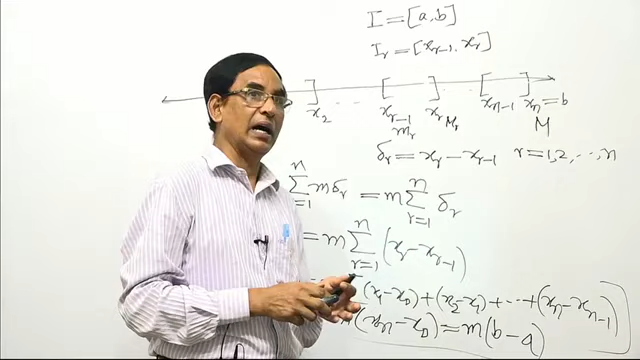 I = [a, b]
I_r = [x_{r-1}, x_r]
x_2 x_{r-1} x_r x_{n-1} x_n = b
m_r M_r M
δ_r = x_r - x_{r-1} r = 1, 2, ..., n
∑_{r=1}^{n} m δ_r = m ∑_{r=1}^{n} δ_r
= m ∑_{r=1}^{n} (x_r - x_{r-1})
(x_1 - x_0) + (x_2 - x_1) + ... + (x_n - x_{n-1})
(x_n - x_0) = m(b - a)